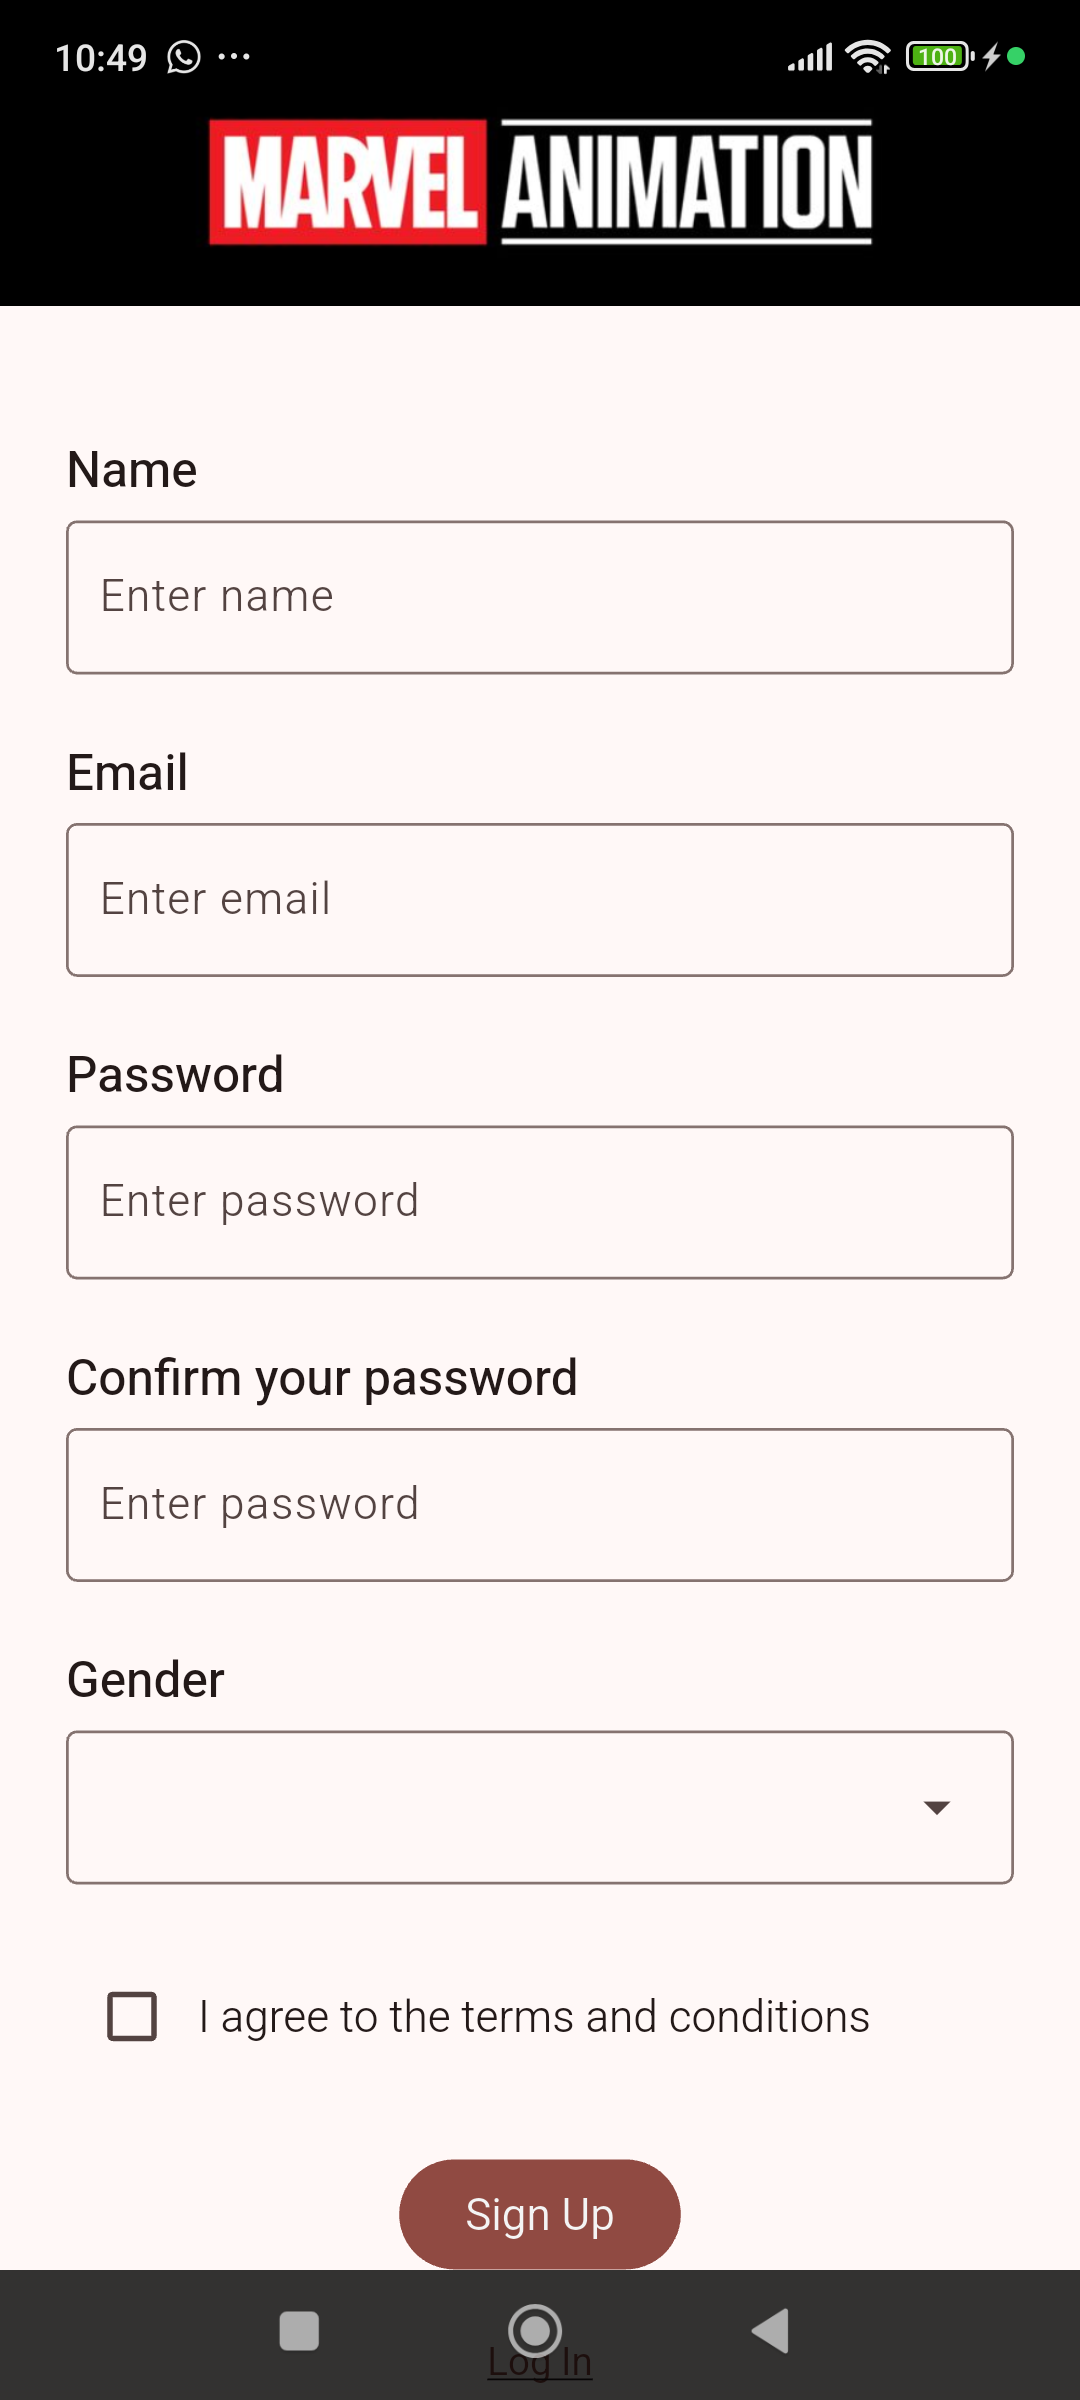 10:49
100
MARVEL ANIMATION
Name
Enter name
Email
Enter email
Password
Enter password
Confirm your password
Enter password
Gender
I agree to the terms and conditions
Sign Up
Log In